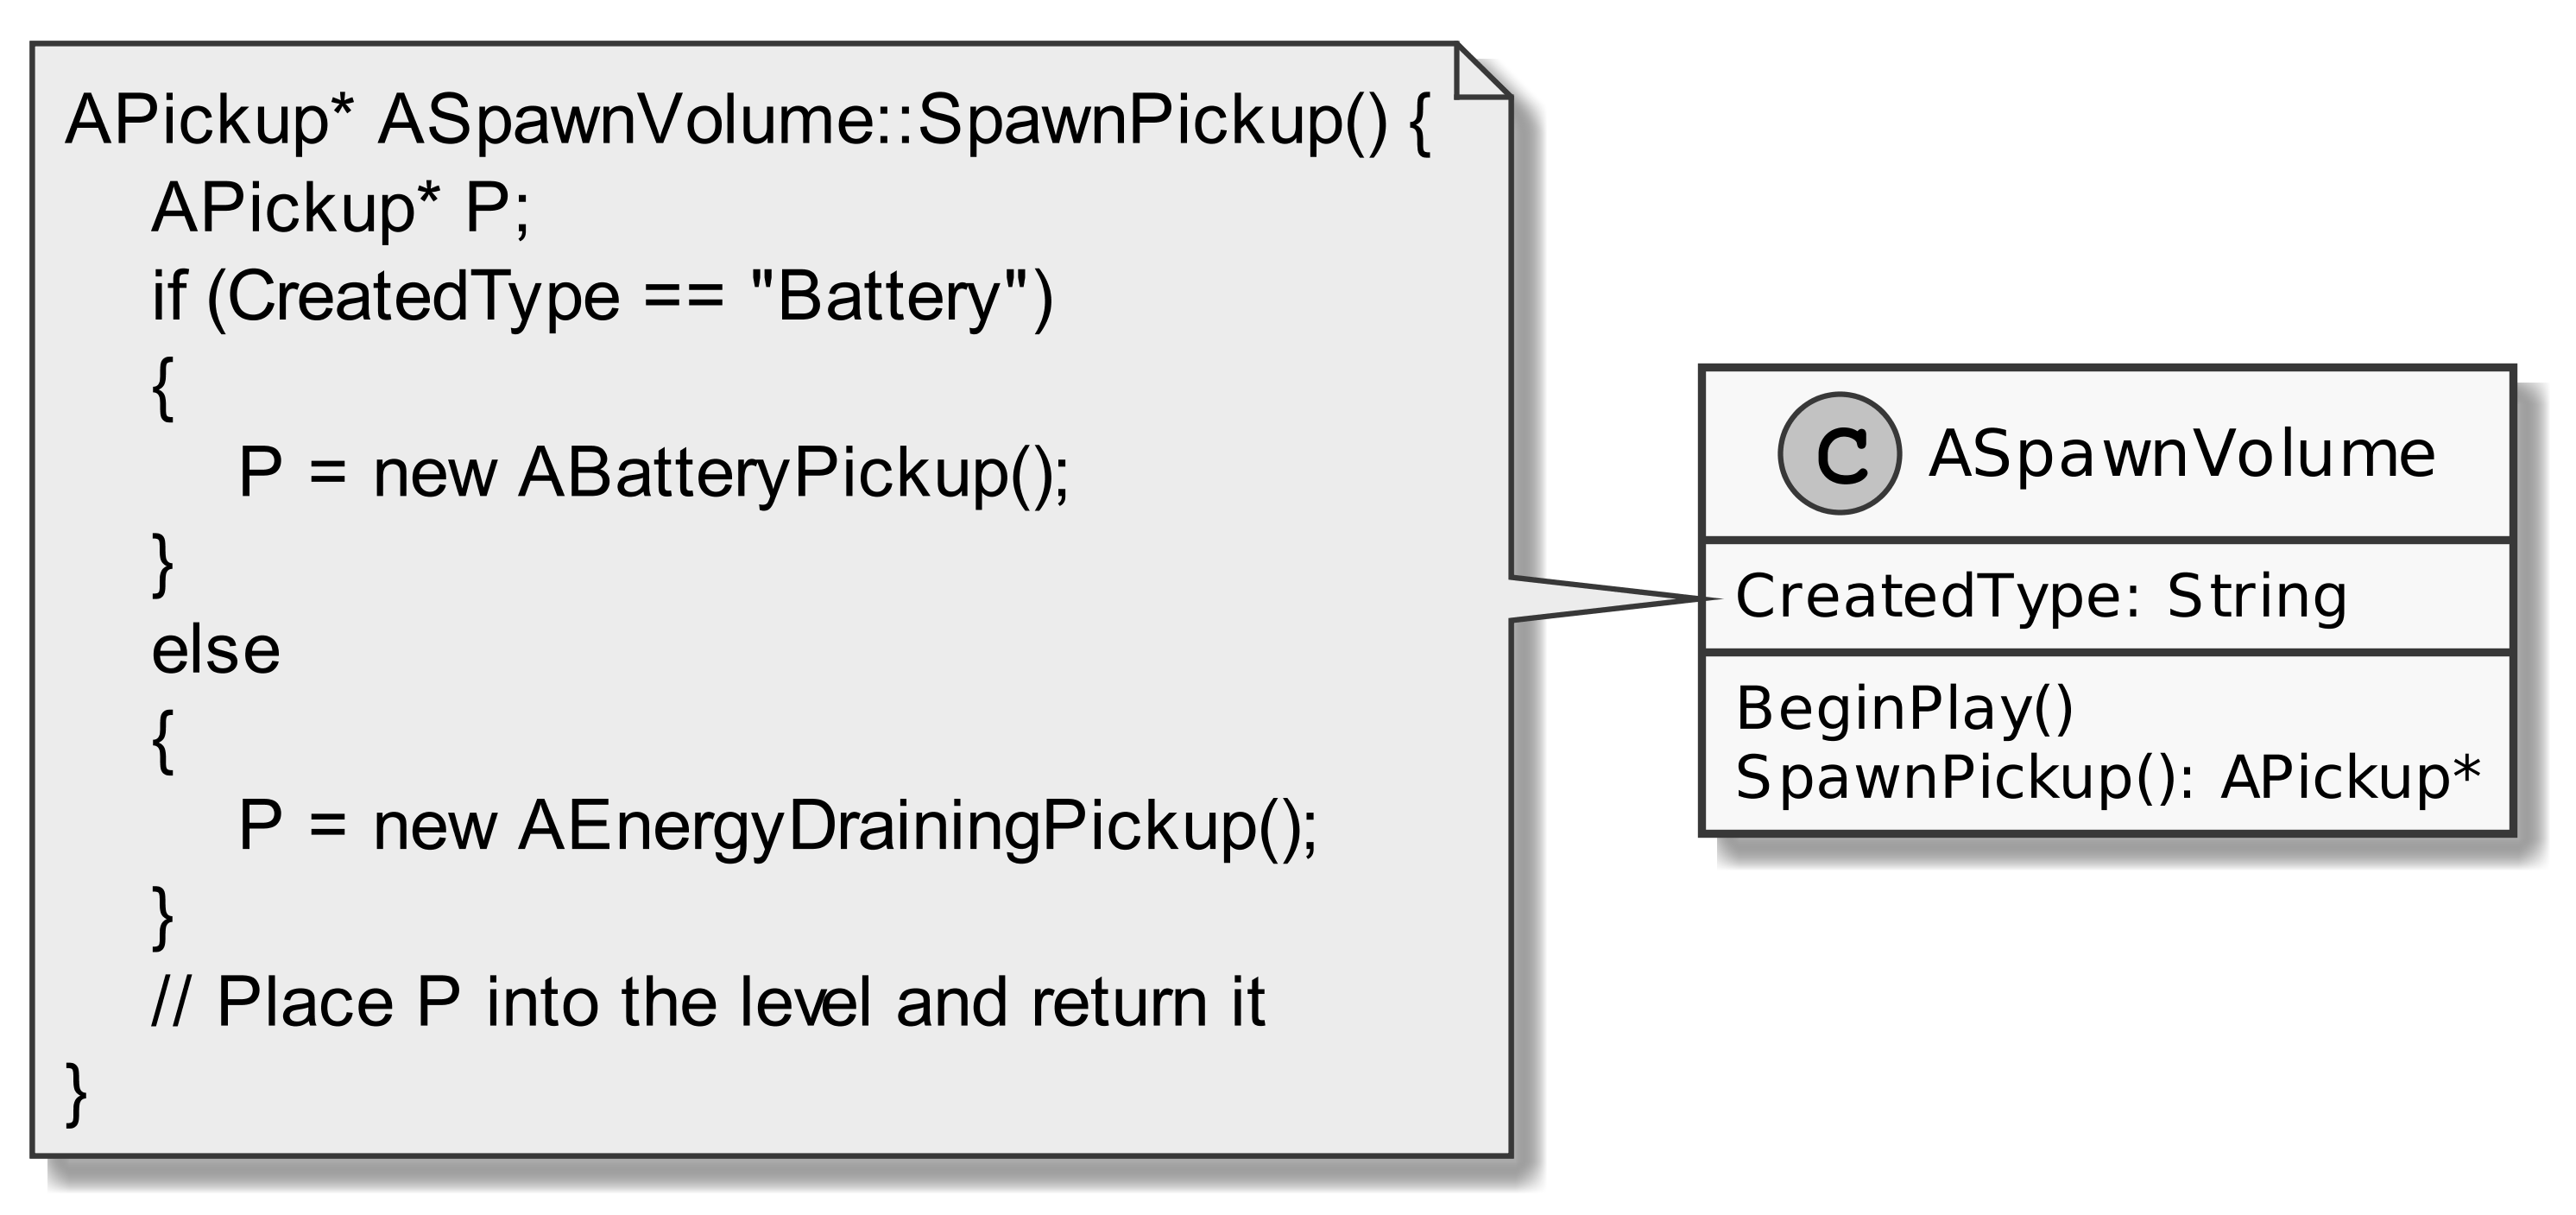 APickup* ASpawnVolume::SpawnPickup() {
APickup* P;
if (CreatedType == "Battery")
{
P = new ABatteryPickup();
}
else
{
P = new AEnergyDrainingPickup();
}
// Place P into the level and return it
}
C ASpawnVolume
CreatedType: String
BeginPlay()
SpawnPickup(): APickup*